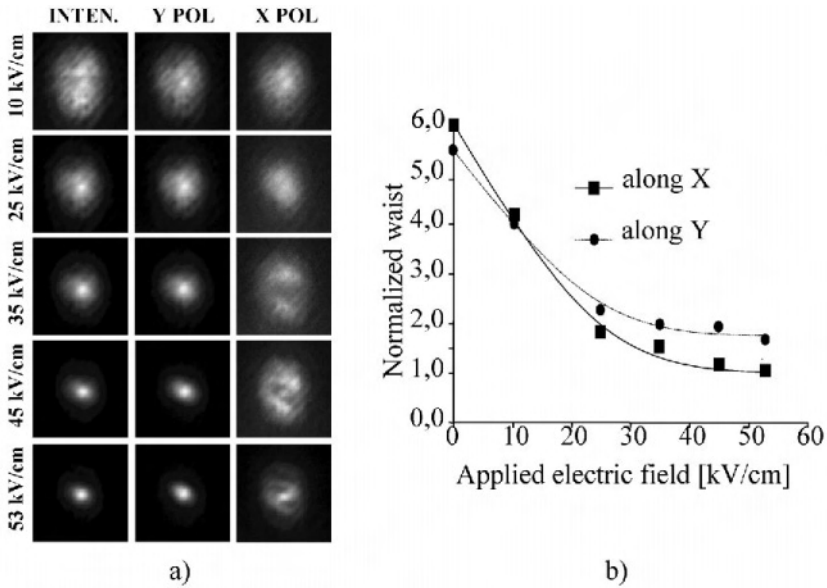 INTEN. Y POL X POL
10 kV/cm
25 kV/cm
35 kV/cm
45 kV/cm
53 kV/cm
a)
Normalized waist
6,0
5,0
4,0
3,0
2,0
1,0
0,0
along X
along Y
0 10 20 30 40 50 60
Applied electric field [kV/cm]
b)